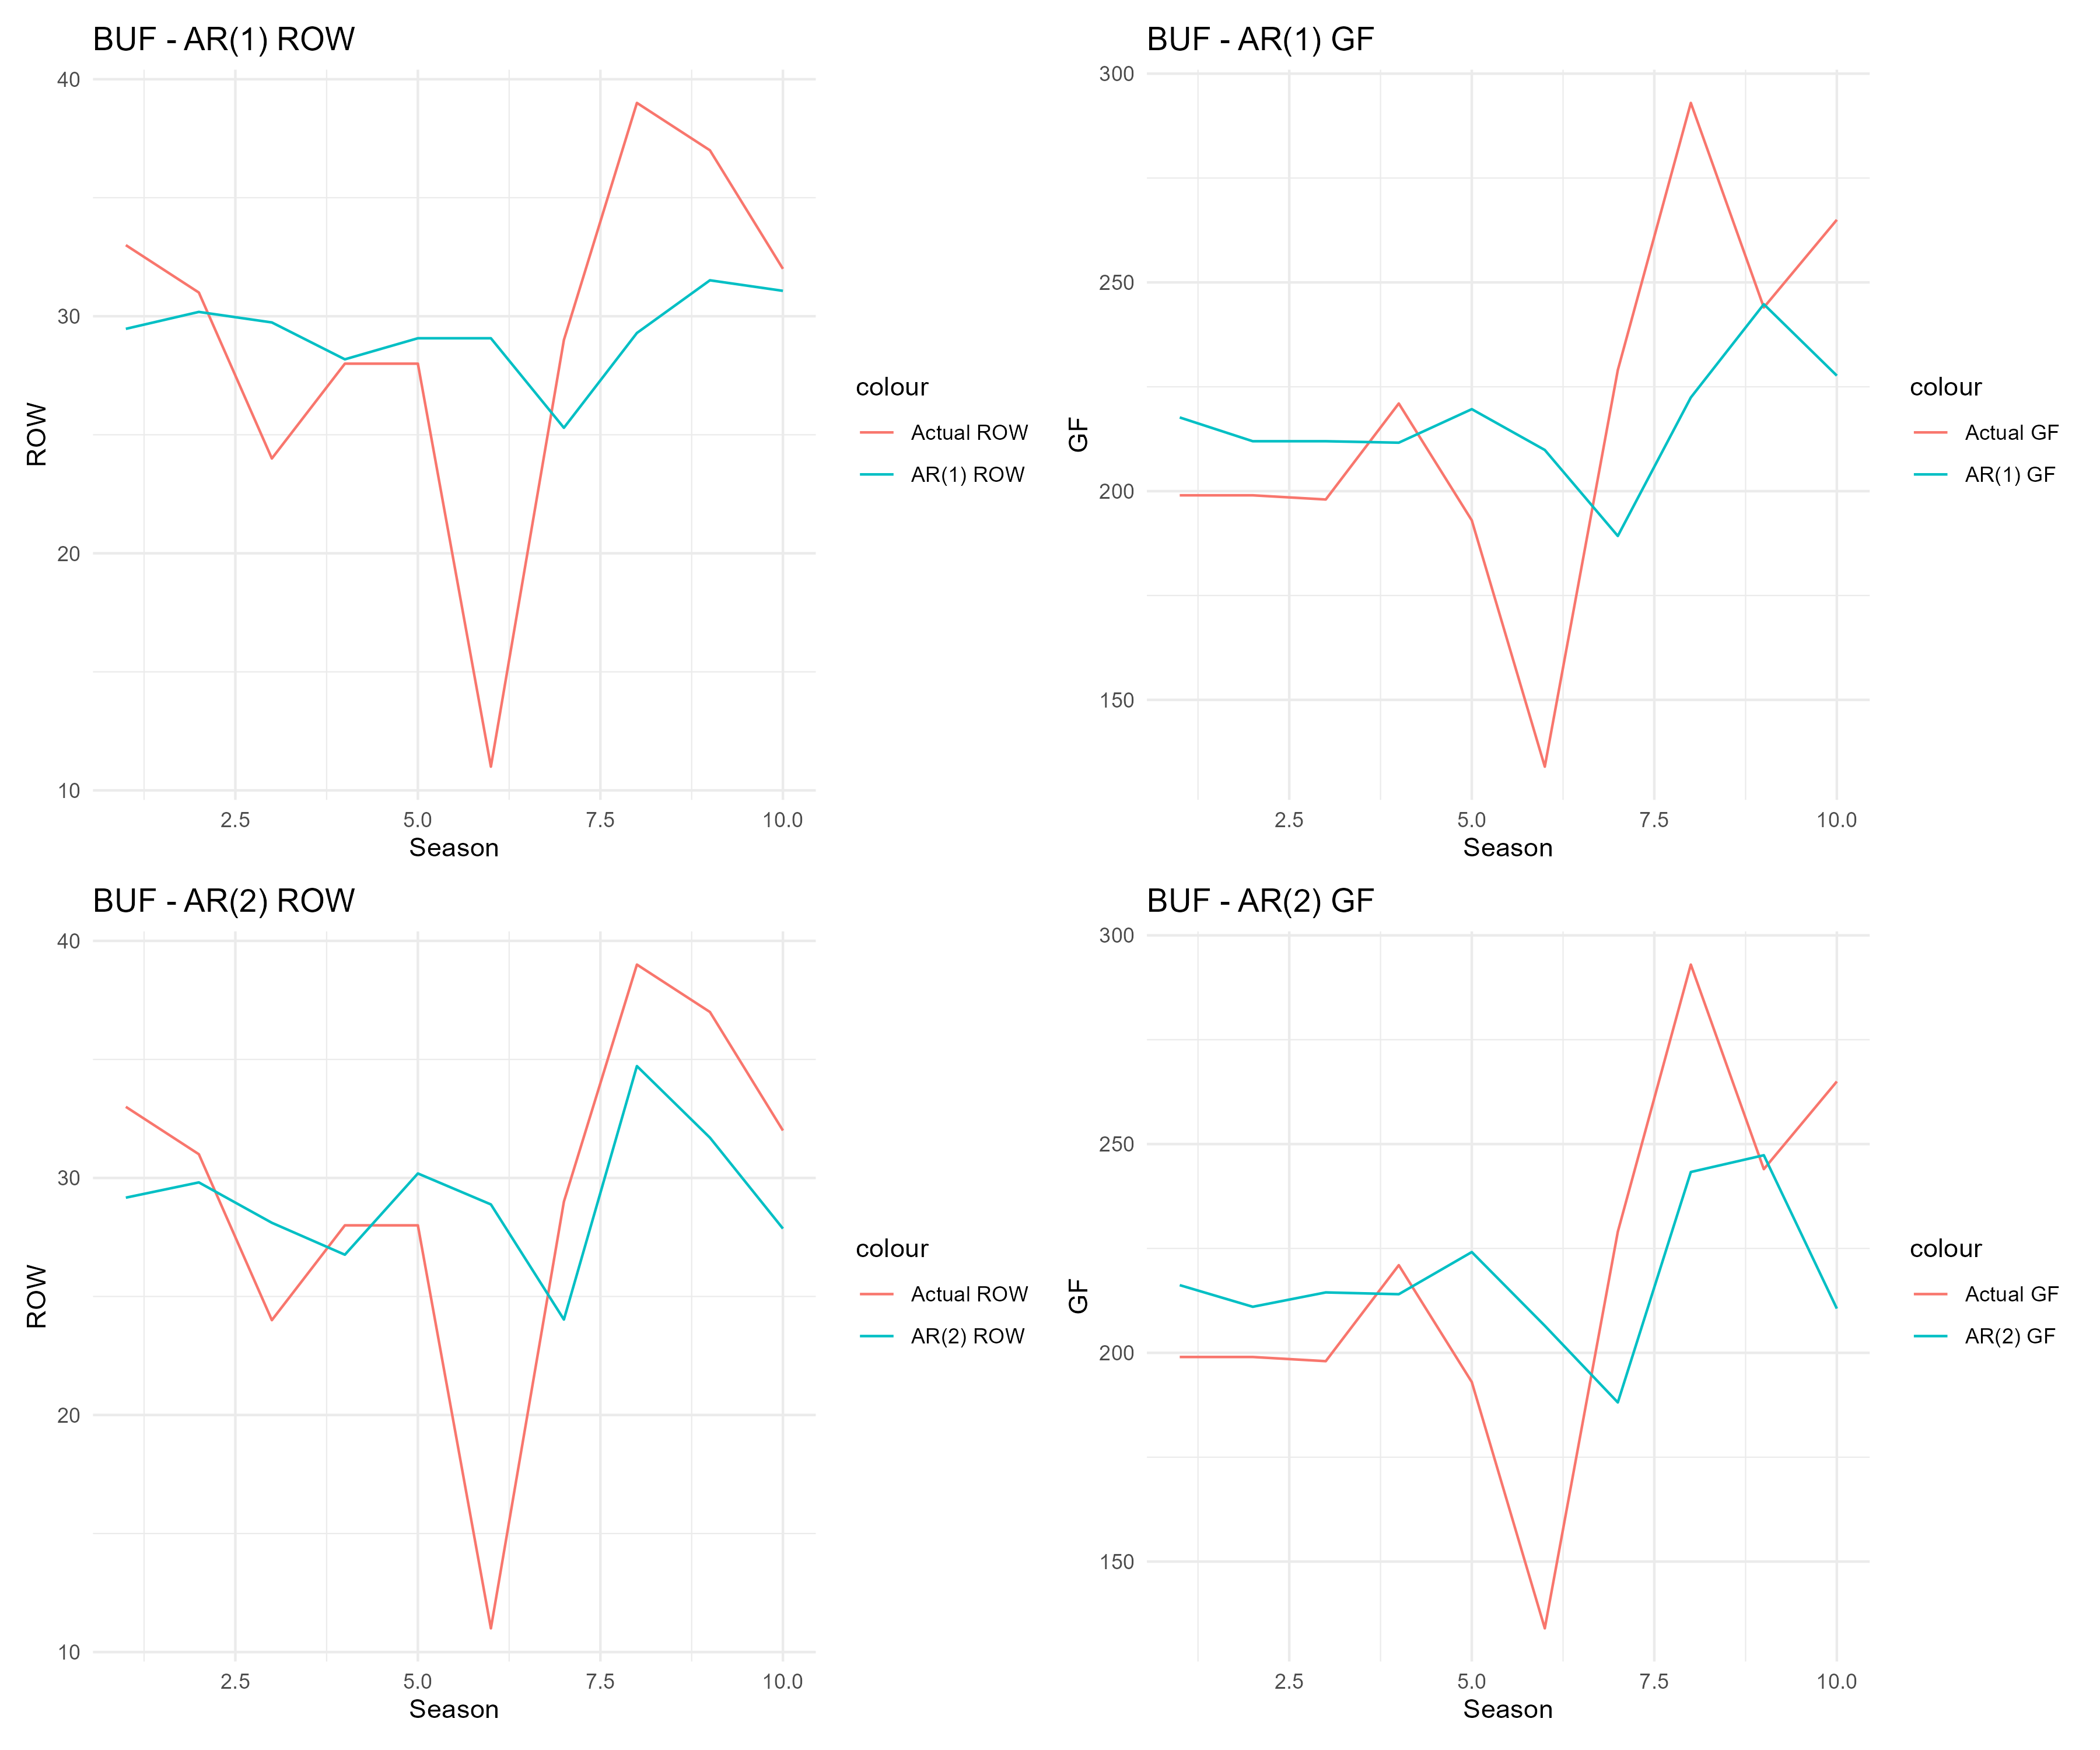 BUF - AR(1) ROW
40
30
20
10
ROW
2.5 5.0 7.5 10.0
Season
colour
Actual ROW
AR(1) ROW
BUF - AR(1) GF
300
250
200
150
GF
2.5 5.0 7.5 10.0
Season
colour
Actual GF
AR(1) GF
BUF - AR(2) ROW
40
30
20
10
ROW
2.5 5.0 7.5 10.0
Season
colour
Actual ROW
AR(2) ROW
BUF - AR(2) GF
300
250
200
150
GF
2.5 5.0 7.5 10.0
Season
colour
Actual GF
AR(2) GF